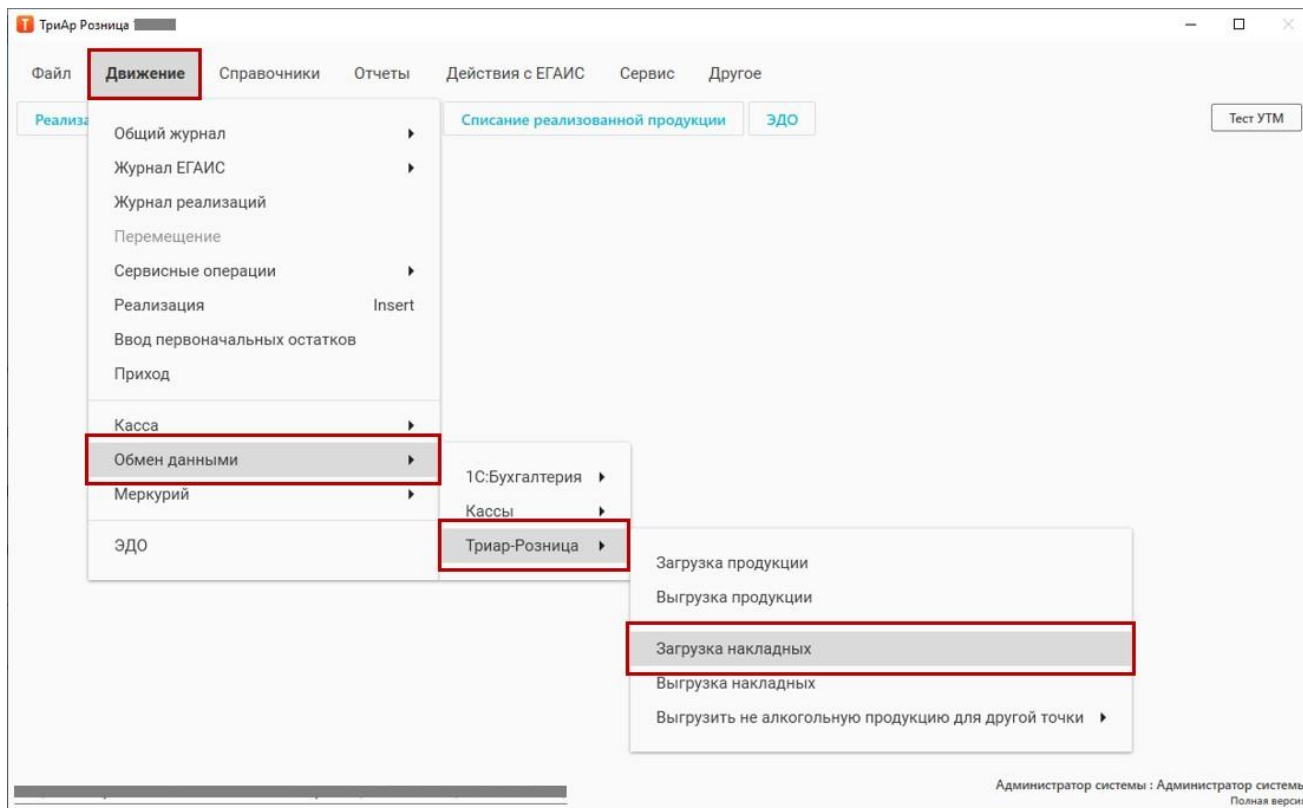 ТриАр Розница
Файл Движение Справочники Отчеты Действия с ЕГАИС Сервис Другое
Списание реализованной продукции ЭДО Тест УТМ
Общий журнал
Журнал ЕГАИС
Журнал реализаций
Перемещение
Сервисные операции
Реализация Insert
Ввод первоначальных остатков
Приход
Касса
Обмен данными
Меркурий
ЭДО
1С:Бухгалтерия
Кассы
Триар-Розница
Загрузка продукции
Выгрузка продукции
Загрузка накладных
Выгрузка накладных
Выгрузить не алкогольную продукцию для другой точки
Администратор системы : Администратор системы
Полная версия